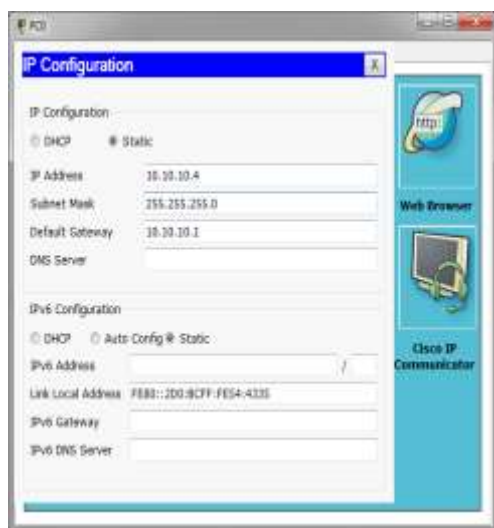 PC0
IP Configuration X
IP Configuration
DHCP Static
IP Address 10.10.10.4
Subnet Mask 255.255.255.0
Default Gateway 10.10.10.1
DNS Server
IPv6 Configuration
DHCP Auto Config Static
IPv6 Address /
Link Local Address FE80::2D0:BCFF:FE54:4335
IPv6 Gateway
IPv6 DNS Server
http:
Web Browser
Cisco IP
Communicator